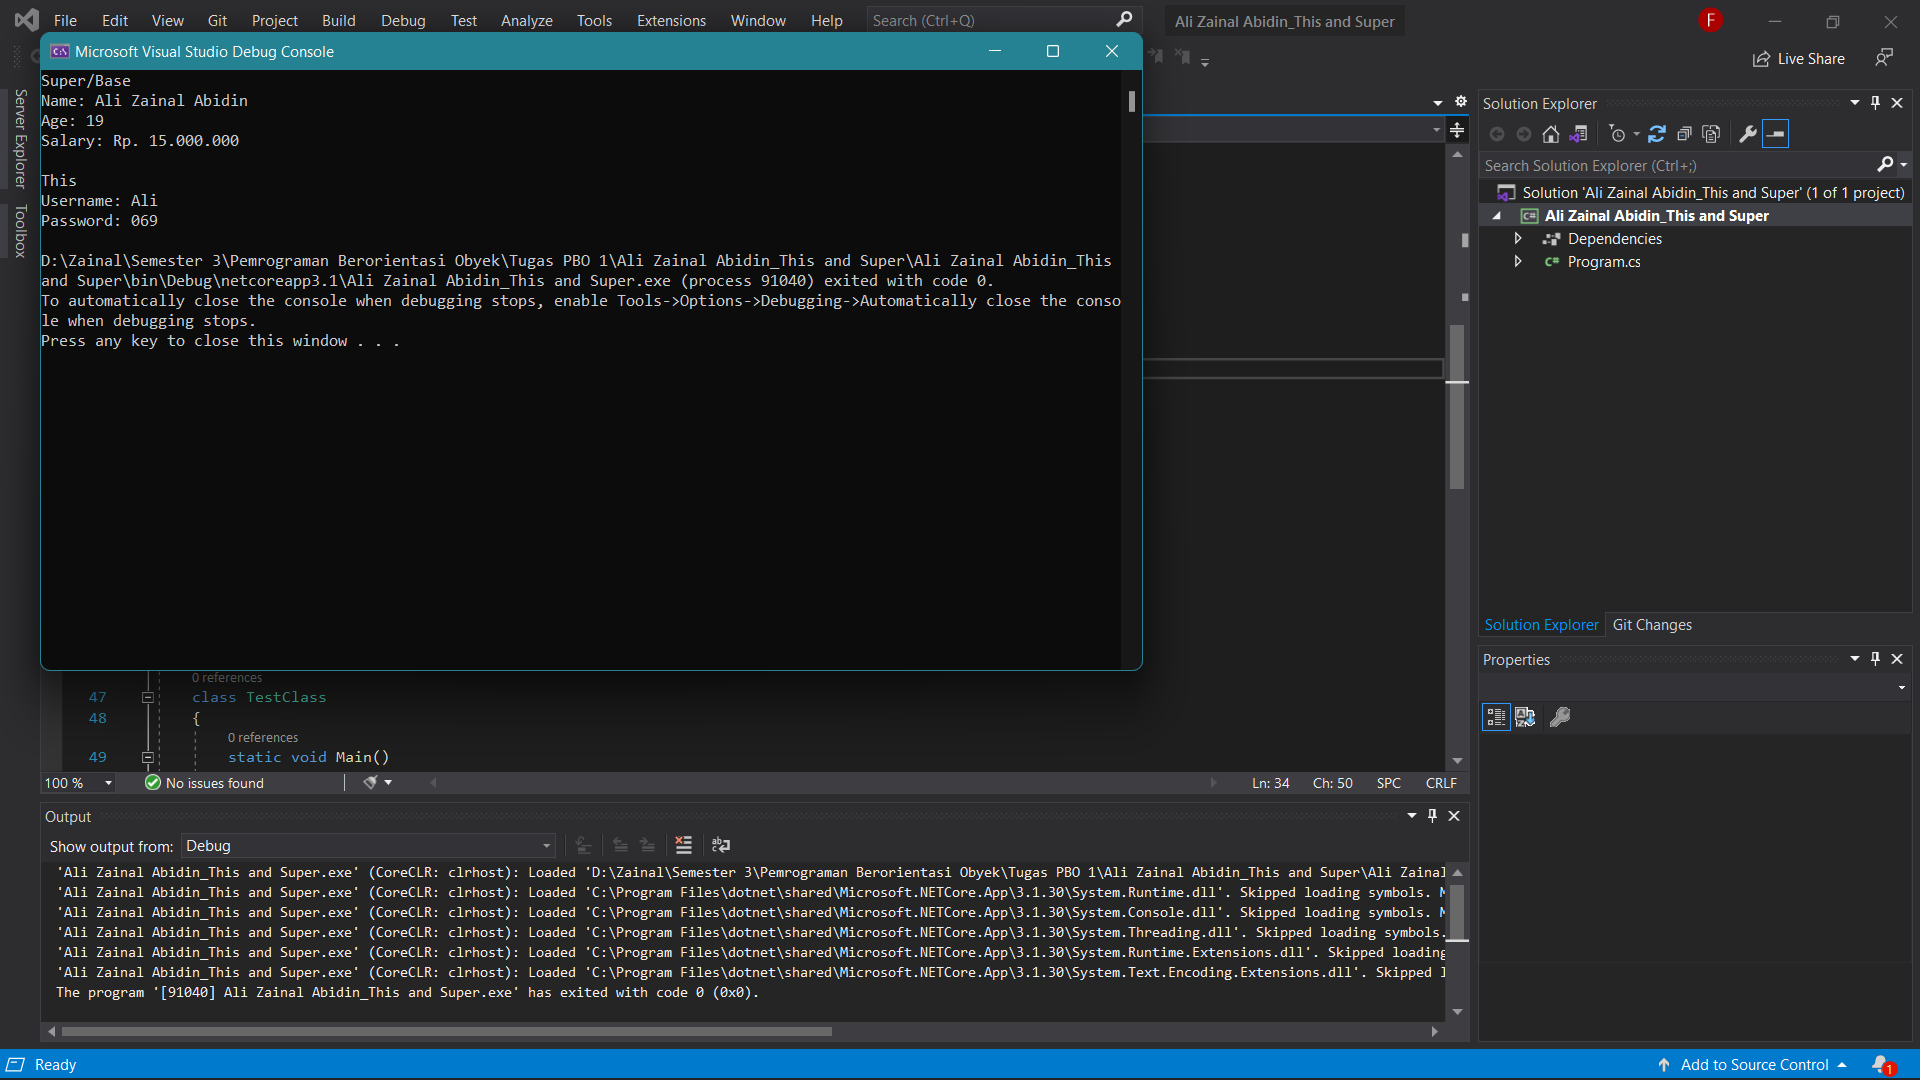 File Edit View Git Project Build Debug Test Analyze Tools Extensions Window Help Search (Ctrl+Q) Ali Zainal Abidin_This and Super F
Live Share
Server Explorer
Toolbox
Microsoft Visual Studio Debug Console
Super/Base
Name: Ali Zainal Abidin
Age: 19
Salary: Rp. 15.000.000
This
Username: Ali
Password: 069
D:\Zainal\Semester 3\Pemrograman Berorientasi Obyek\Tugas PBO 1\Ali Zainal Abidin_This and Super\Ali Zainal Abidin_This
and Super\bin\Debug\netcoreapp3.1\Ali Zainal Abidin_This and Super.exe (process 91040) exited with code 0.
To automatically close the console when debugging stops, enable Tools->Options->Debugging->Automatically close the conso
le when debugging stops.
Press any key to close this window . . .
0 references
47 class TestClass
48 {
0 references
49 static void Main()
100 % No issues found Ln: 34 Ch: 50 SPC CRLF
Output
Show output from: Debug
'Ali Zainal Abidin_This and Super.exe' (CoreCLR: clrhost): Loaded 'D:\Zainal\Semester 3\Pemrograman Berorientasi Obyek\Tugas PBO 1\Ali Zainal Abidin_This and Super\Ali Zainal
'Ali Zainal Abidin_This and Super.exe' (CoreCLR: clrhost): Loaded 'C:\Program Files\dotnet\shared\Microsoft.NETCore.App\3.1.30\System.Runtime.dll'. Skipped loading symbols. M
'Ali Zainal Abidin_This and Super.exe' (CoreCLR: clrhost): Loaded 'C:\Program Files\dotnet\shared\Microsoft.NETCore.App\3.1.30\System.Console.dll'. Skipped loading symbols. M
'Ali Zainal Abidin_This and Super.exe' (CoreCLR: clrhost): Loaded 'C:\Program Files\dotnet\shared\Microsoft.NETCore.App\3.1.30\System.Threading.dll'. Skipped loading symbols.
'Ali Zainal Abidin_This and Super.exe' (CoreCLR: clrhost): Loaded 'C:\Program Files\dotnet\shared\Microsoft.NETCore.App\3.1.30\System.Runtime.Extensions.dll'. Skipped loading
'Ali Zainal Abidin_This and Super.exe' (CoreCLR: clrhost): Loaded 'C:\Program Files\dotnet\shared\Microsoft.NETCore.App\3.1.30\System.Text.Encoding.Extensions.dll'. Skipped l
The program '[91040] Ali Zainal Abidin_This and Super.exe' has exited with code 0 (0x0).
Solution Explorer
Search Solution Explorer (Ctrl+;)
Solution 'Ali Zainal Abidin_This and Super' (1 of 1 project)
Ali Zainal Abidin_This and Super
Dependencies
C# Program.cs
Solution Explorer Git Changes
Properties
Ready Add to Source Control 1